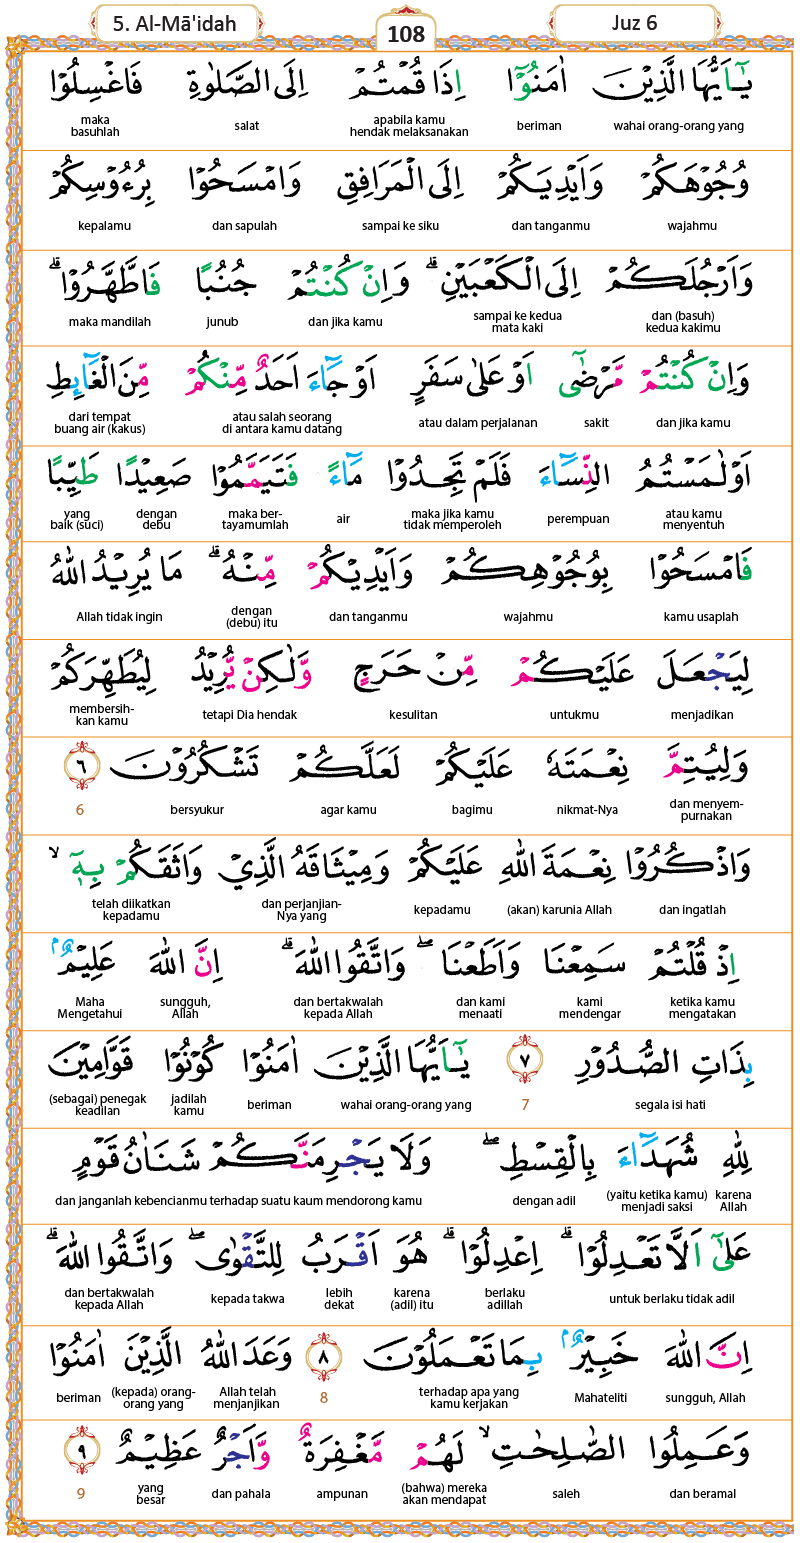 5. Al-Mā'idah
108
Juz 6
يٰٓاَيُّهَا الَّذِيْنَ اٰمَنُوْٓا اِذَا قُمْتُمْ اِلَى الصَّلٰوةِ فَاغْسِلُوْا
wahai orang-orang yang beriman apabila kamu hendak melaksanakan salat maka basuhlah
وُجُوْهَكُمْ وَاَيْدِيَكُمْ اِلَى الْمَرَافِقِ وَامْسَحُوْا بِرُءُوْسِكُمْ
wajahmu dan tanganmu sampai ke siku dan sapulah kepalamu
وَاَرْجُلَكُمْ اِلَى الْكَعْبَيْنِۗ وَاِنْ كُنْتُمْ جُنُبًا فَاطَّهَّرُوْاۗ
dan (basuh) kedua kakimu sampai ke kedua mata kaki dan jika kamu junub maka mandilah
وَاِنْ كُنْتُمْ مَّرْضٰٓى اَوْ عَلٰى سَفَرٍ اَوْ جَاۤءَ اَحَدٌ مِّنْكُمْ مِّنَ الْغَاۤىِٕطِ
dan jika kamu sakit atau dalam perjalanan atau salah seorang di antara kamu datang dari tempat buang air (kakus)
اَوْ لٰمَسْتُمُ النِّسَاۤءَ فَلَمْ تَجِدُوْا مَاۤءً فَتَيَمَّمُوْا صَعِيْدًا طَيِّبًا
atau kamu menyentuh perempuan maka jika kamu tidak memperoleh air maka ber-tayamumlah dengan debu yang baik (suci)
فَامْسَحُوْا بِوُجُوْهِكُمْ وَاَيْدِيْكُمْ مِّنْهُۗ مَا يُرِيْدُ اللّٰهُ
kamu usaplah wajahmu dan tanganmu dengan (debu) itu Allah tidak ingin
لِيَجْعَلَ عَلَيْكُمْ مِّنْ حَرَجٍ وَّلٰكِنْ يُّرِيْدُ لِيُطَهِّرَكُمْ
menjadikan untukmu kesulitan tetapi Dia hendak membersih-kan kamu
وَلِيُتِمَّ نِعْمَتَهٗ عَلَيْكُمْ لَعَلَّكُمْ تَشْكُرُوْنَ ٦
dan menyem-purnakan nikmat-Nya bagimu agar kamu bersyukur 6
وَاذْكُرُوْا نِعْمَةَ اللّٰهِ عَلَيْكُمْ وَمِيْثَاقَهُ الَّذِيْ وَاثَقَكُمْ بِهٖٓۙ
dan ingatlah (akan) karunia Allah kepadamu dan perjanjian-Nya yang telah diikatkan kepadamu
اِذْ قُلْتُمْ سَمِعْنَا وَاَطَعْنَاۖ وَاتَّقُوا اللّٰهَۗ اِنَّ اللّٰهَ عَلِيْمٌۢ
ketika kamu mengatakan kami mendengar dan kami menaati dan bertakwalah kepada Allah sungguh, Allah Maha Mengetahui
بِذَاتِ الصُّدُوْرِ ٧ يٰٓاَيُّهَا الَّذِيْنَ اٰمَنُوْا كُوْنُوْا قَوَّامِيْنَ
segala isi hati 7 wahai orang-orang yang beriman jadilah kamu (sebagai) penegak keadilan
لِلّٰهِ شُهَدَاۤءَ بِالْقِسْطِۖ وَلَا يَجْرِمَنَّكُمْ شَنَاٰنُ قَوْمٍ
karena Allah (yaitu ketika kamu) menjadi saksi dengan adil dan janganlah kebencianmu terhadap suatu kaum mendorong kamu
عَلٰٓى اَلَّا تَعْدِلُوْاۗ اِعْدِلُوْاۗ هُوَ اَقْرَبُ لِلتَّقْوٰىۖ وَاتَّقُوا اللّٰهَۗ
untuk berlaku tidak adil berlaku adillah karena (adil) itu lebih dekat kepada takwa dan bertakwalah kepada Allah
اِنَّ اللّٰهَ خَبِيْرٌۢ بِمَا تَعْمَلُوْنَ ٨ وَعَدَ اللّٰهُ الَّذِيْنَ اٰمَنُوْا
sungguh, Allah Mahateliti terhadap apa yang kamu kerjakan 8 Allah telah menjanjikan (kepada) orang-orang yang beriman
وَعَمِلُوا الصّٰلِحٰتِۙ لَهُمْ مَّغْفِرَةٌ وَّاَجْرٌ عَظِيْمٌ ٩
dan beramal saleh (bahwa) mereka akan mendapat ampunan dan pahala yang besar 9